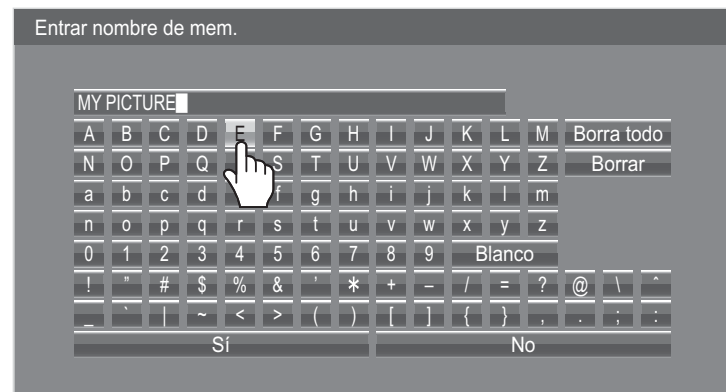 Entrar nombre de mem.
MY PICTURE
A B C D E F G H I J K L M Borra todo
N O P Q S T U V W X Y Z Borrar
a b c d f g h i j k l m
n o p q r s t u v w x y z
0 1 2 3 4 5 6 7 8 9 Blanco
! " # $ % & ' * + – / = ? @ \ ^
_ ` | ~ < > ( ) [ ] { } , . ; :
Sí No